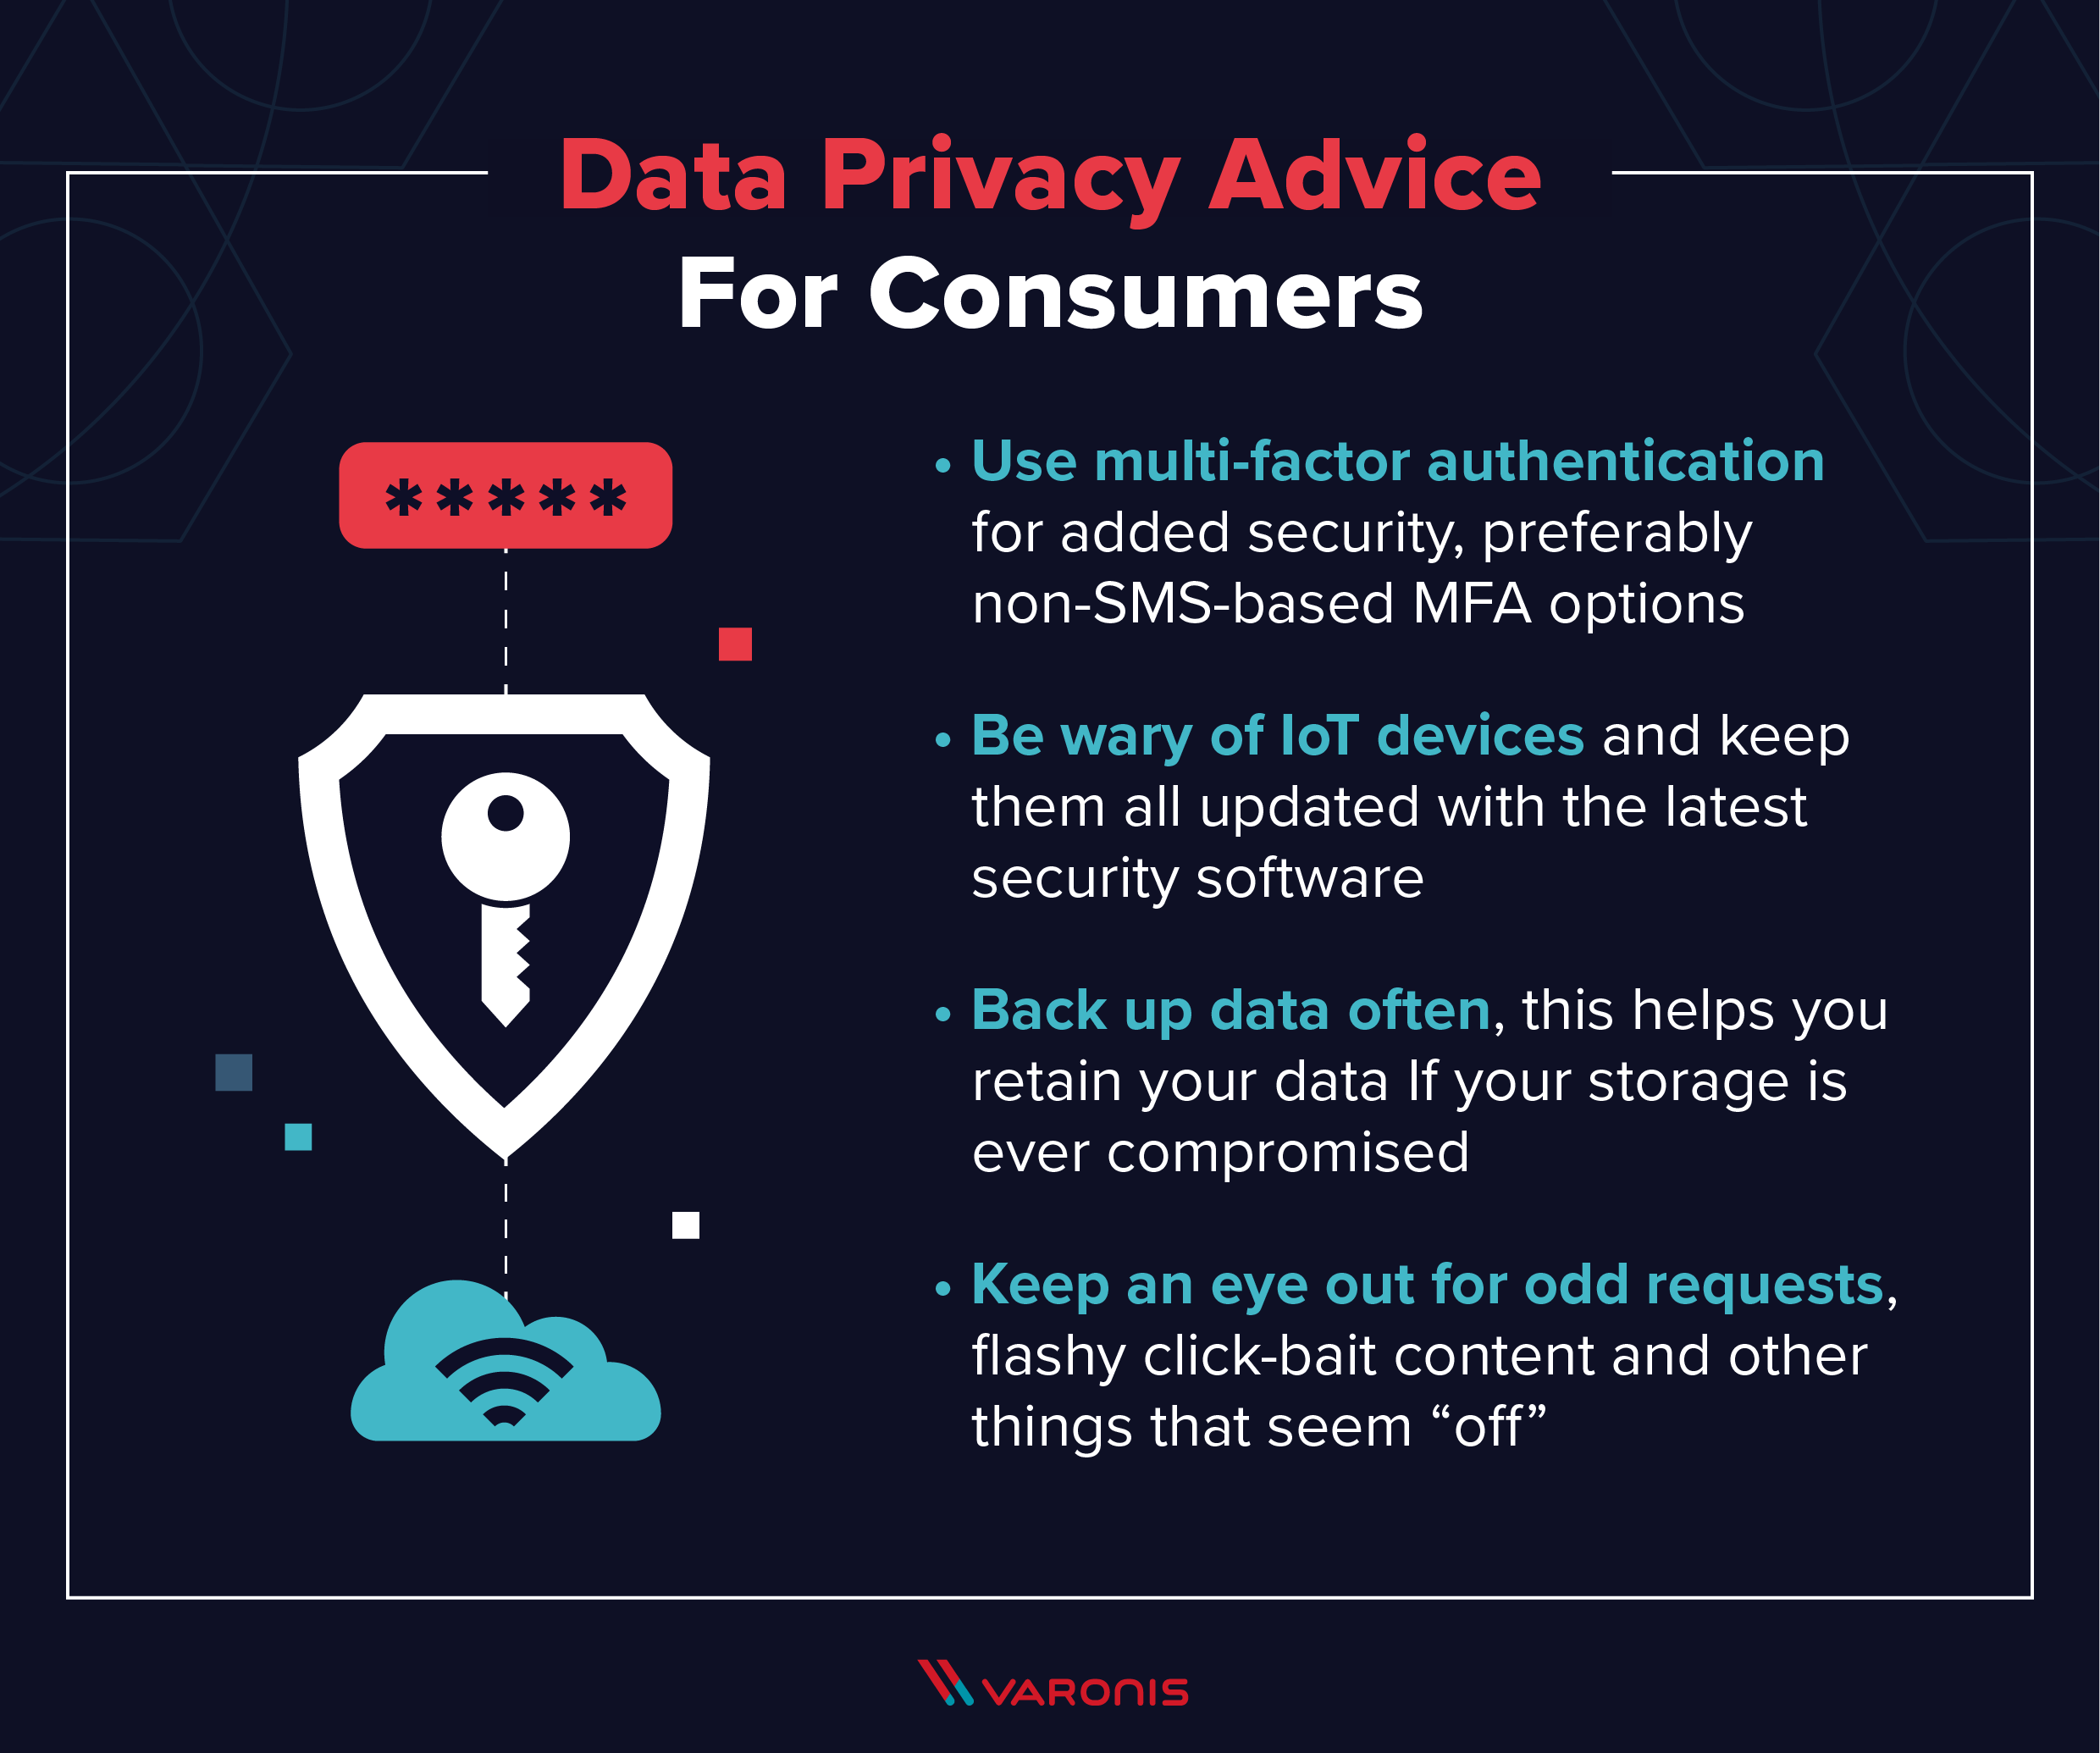 Data Privacy Advice
For Consumers
*****
• Use multi-factor authentication
for added security, preferably
non-SMS-based MFA options
• Be wary of IoT devices and keep
them all updated with the latest
security software
• Back up data often, this helps you
retain your data If your storage is
ever compromised
• Keep an eye out for odd requests,
flashy click-bait content and other
things that seem “off”
VARONIS